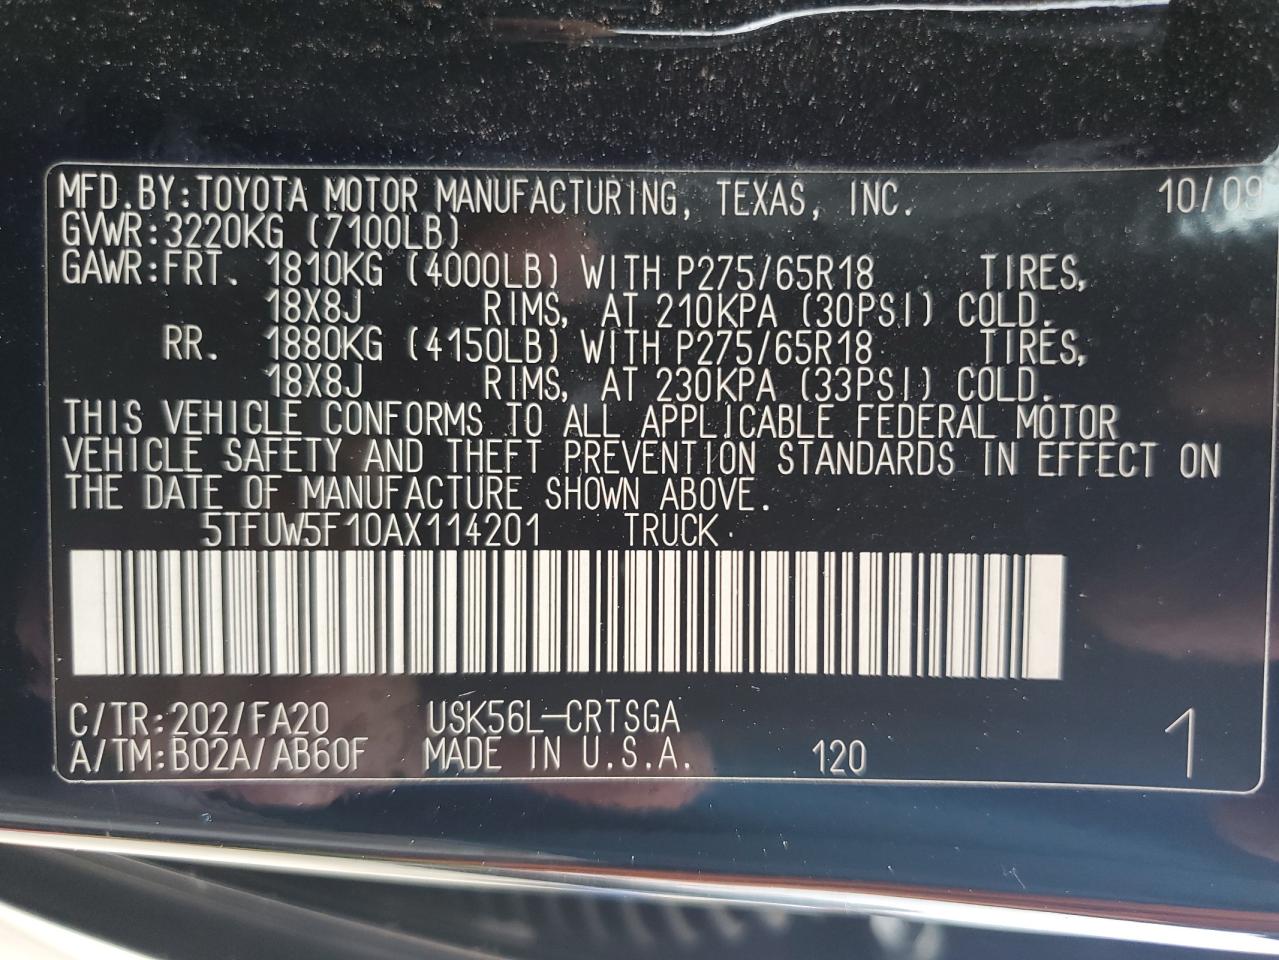 MFD.BY:TOYOTA MOTOR MANUFACTURING, TEXAS, INC. 10/09
GVWR:3220KG (7100LB)
GAWR:FRT. 1810KG (4000LB) WITH P275/65R18 TIRES,
18X8J RIMS, AT 210KPA (30PSI) COLD.
RR. 1880KG (4150LB) WITH P275/65R18 TIRES,
18X8J RIMS, AT 230KPA (33PSI) COLD.
THIS VEHICLE CONFORMS TO ALL APPLICABLE FEDERAL MOTOR
VEHICLE SAFETY AND THEFT PREVENTION STANDARDS IN EFFECT ON
THE DATE OF MANUFACTURE SHOWN ABOVE.
5TFUW5F10AX114201 TRUCK
C/TR:202/FA20 USK56L-CRTSGA
A/TM:B02A/AB60F MADE IN U.S.A. 120 1